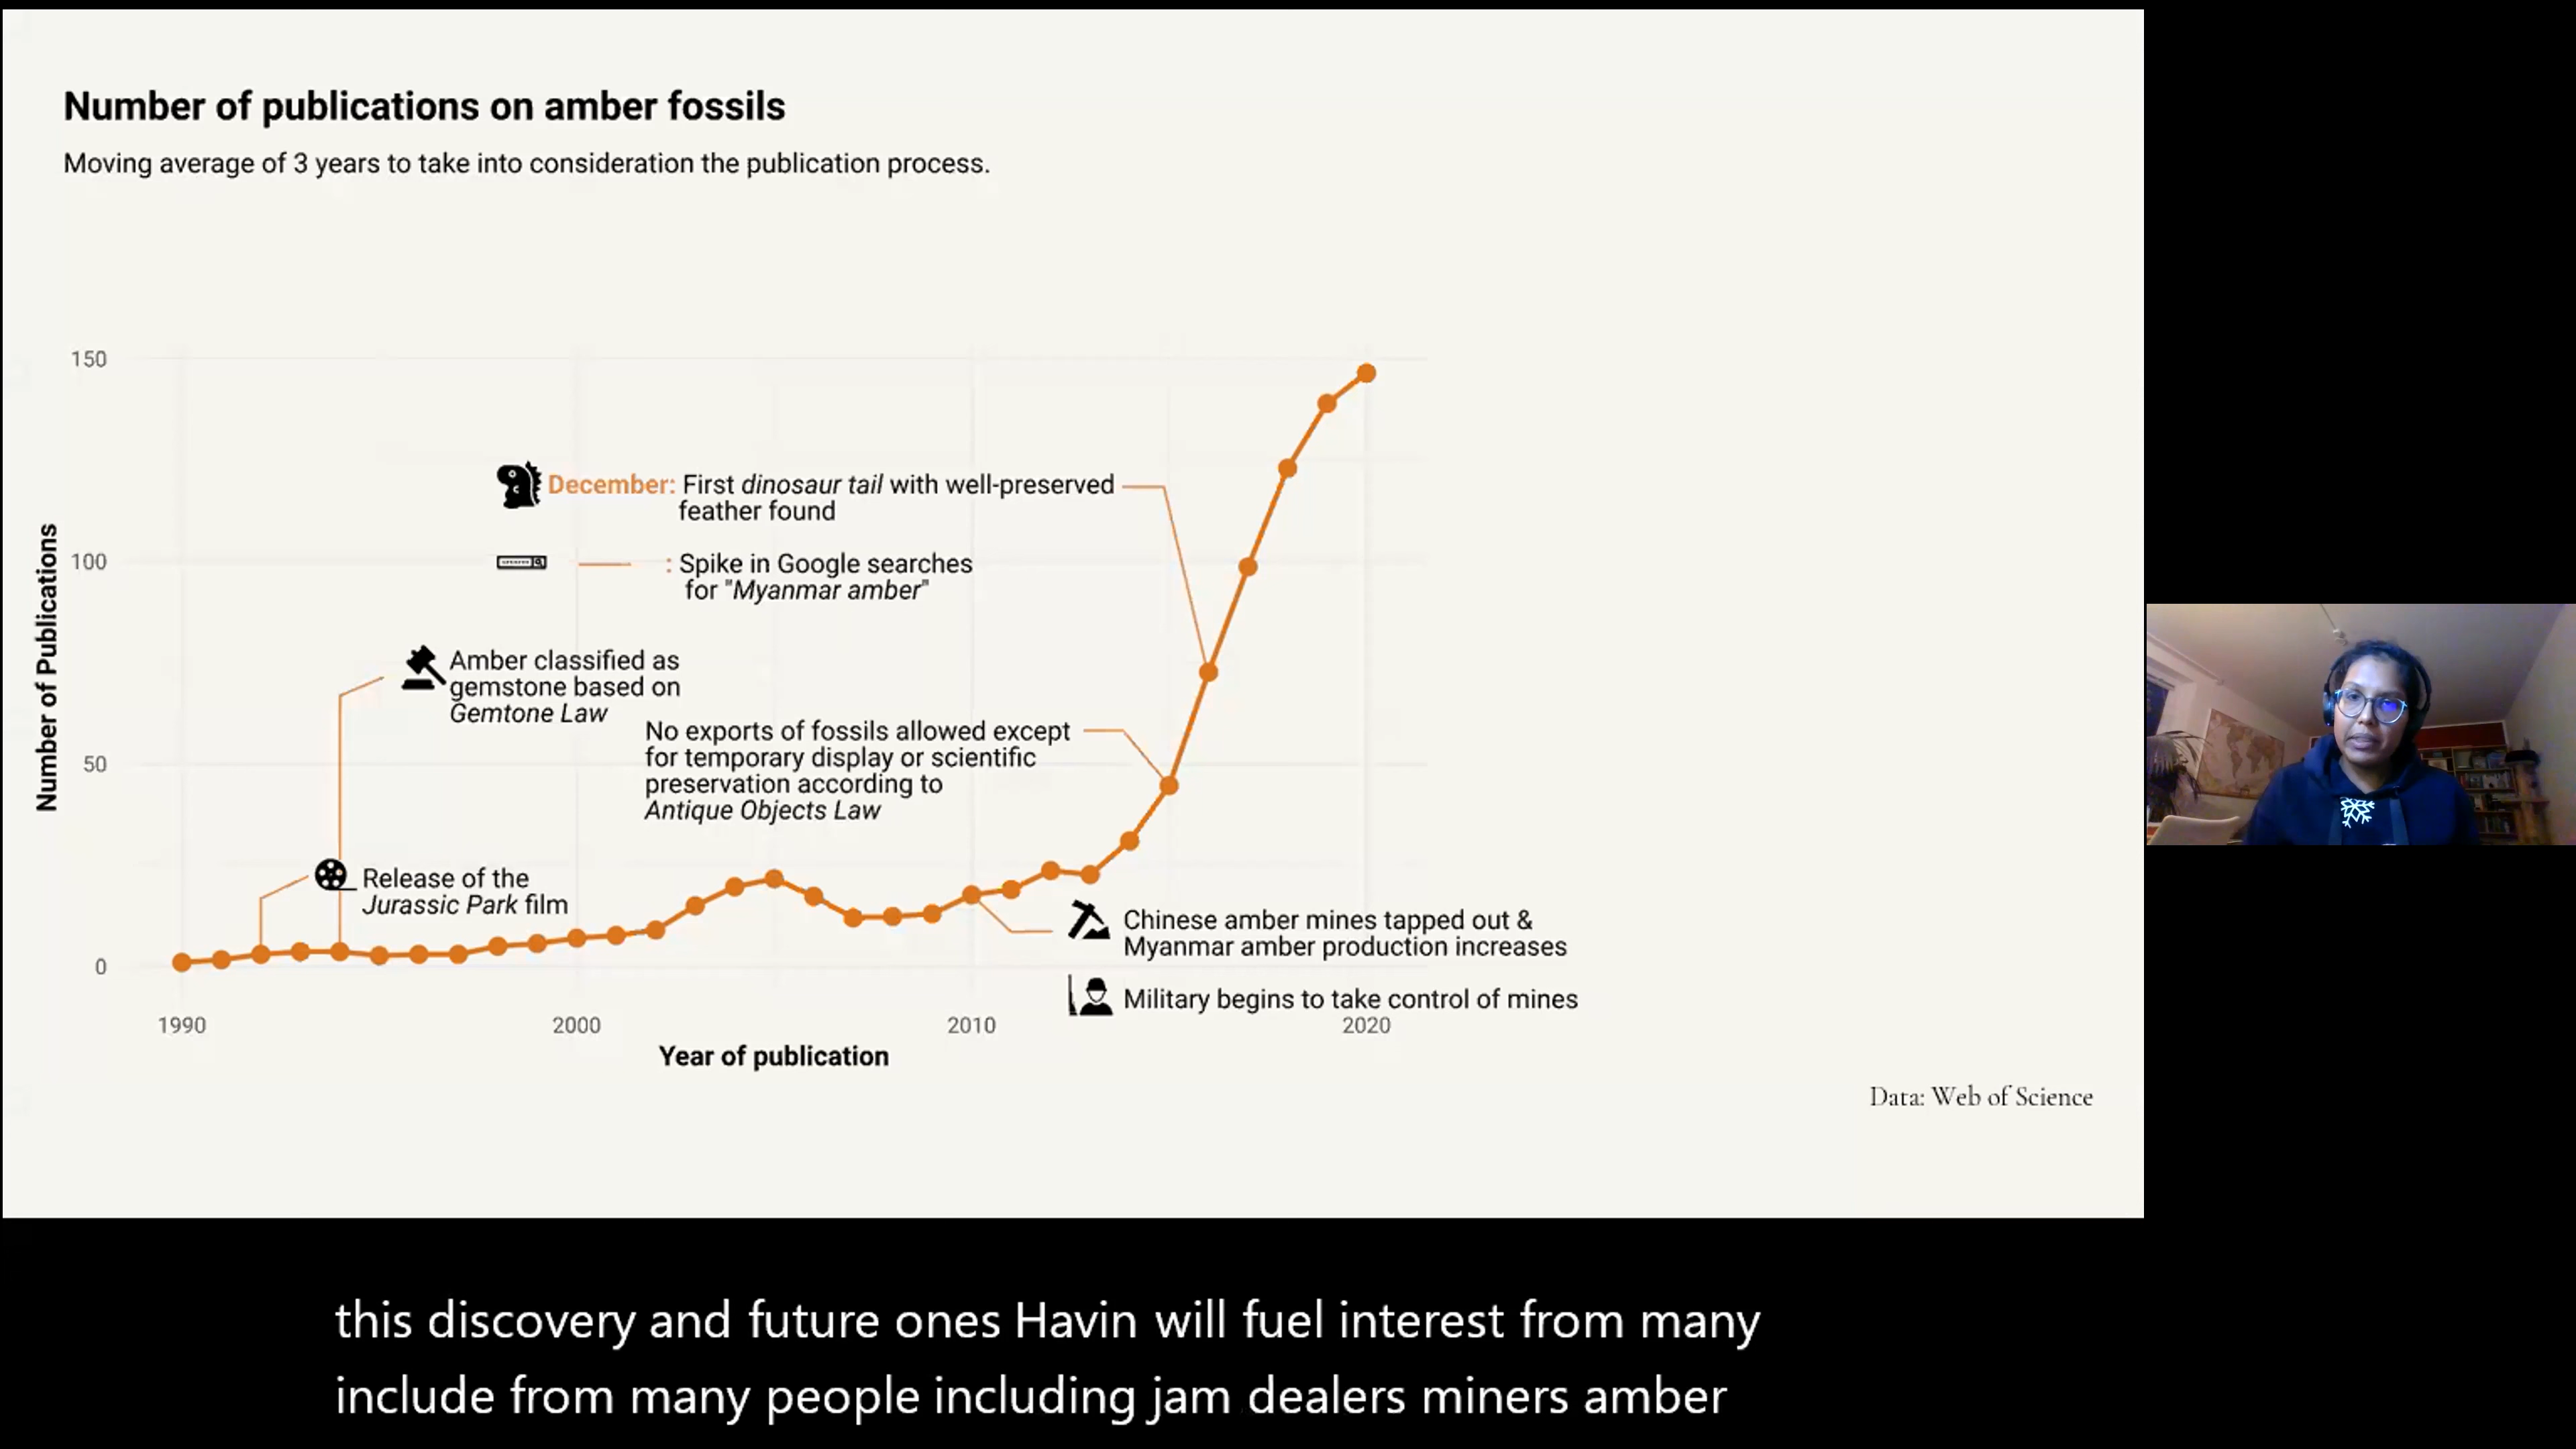 Number of publications on amber fossils
Moving average of 3 years to take into consideration the publication process.
150
100
50
0
Number of Publications
December: First dinosaur tail with well-preserved
feather found
: Spike in Google searches
for "Myanmar amber"
Amber classified as
gemstone based on
Gemtone Law
No exports of fossils allowed except
for temporary display or scientific
preservation according to
Antique Objects Law
Release of the
Jurassic Park film
Chinese amber mines tapped out &
Myanmar amber production increases
Military begins to take control of mines
1990
2000
2010
2020
Year of publication
Data: Web of Science
this discovery and future ones Havin will fuel interest from many
include from many people including jam dealers miners amber